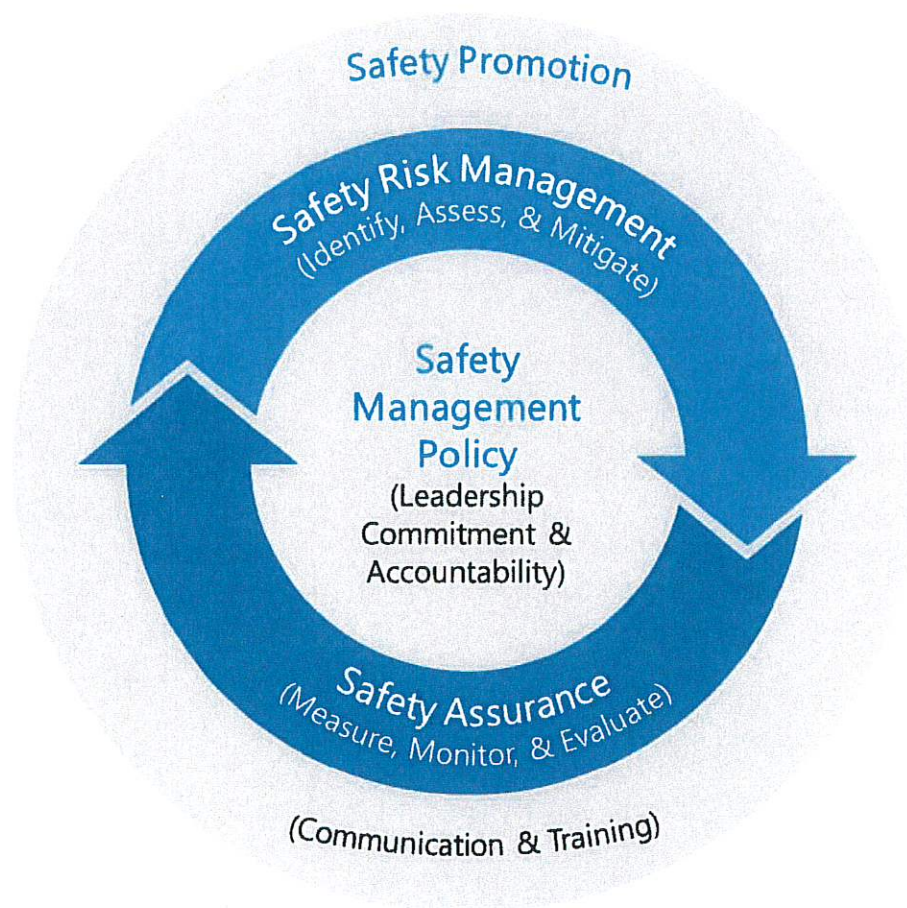 Safety Promotion
Safety Risk Management
(Identify, Assess, & Mitigate)
Safety
Management
Policy
(Leadership
Commitment &
Accountability)
Safety Assurance
(Measure, Monitor, & Evaluate)
(Communication & Training)